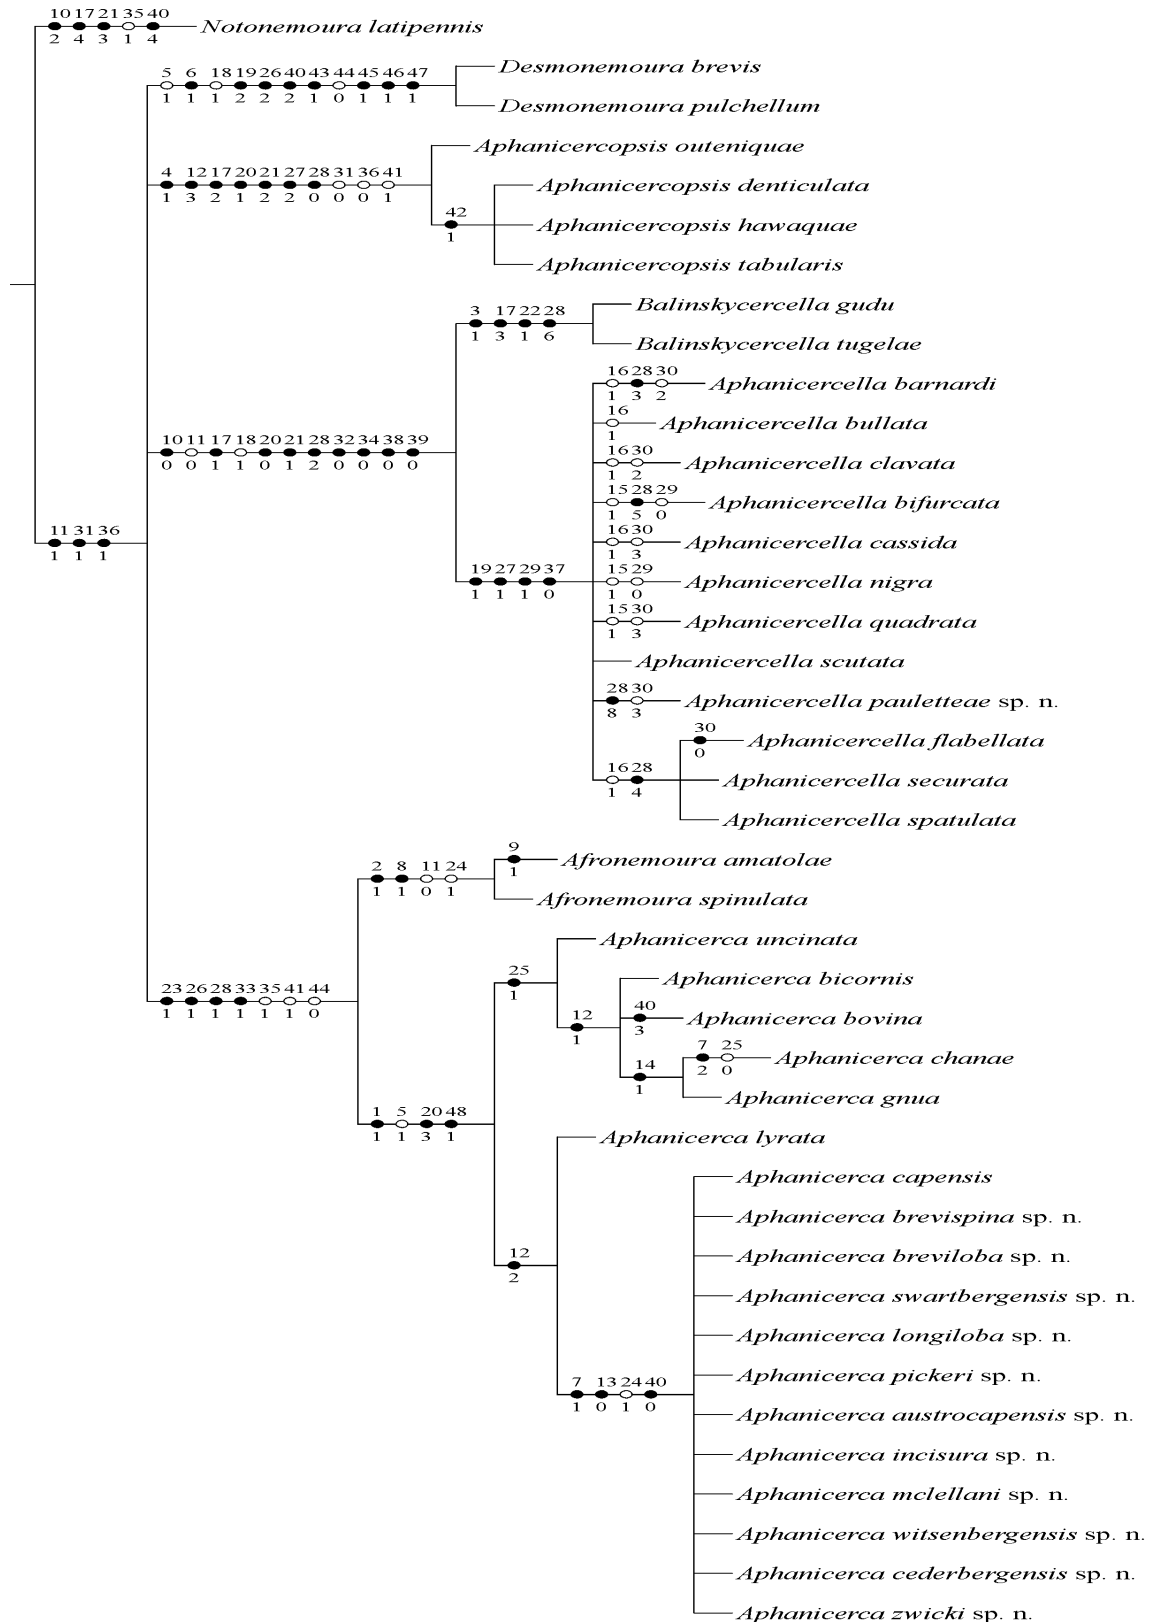 10 17 21 35 40
Notonemoura latipennis
2 4 3 1 4
Desmonemoura brevis
5 6 18 19 26 40 43 44 45 46 47
1 1 1 2 2 2 1 0 1 1 1
Desmonemoura pulchellum
Aphanicercopsis outeniquae
4 12 17 20 21 27 28 31 36 41
Aphanicercopsis denticulata
1 3 2 1 2 2 0 0 0 1
42
Aphanicercopsis hawaquae
1
Aphanicercopsis tabularis
Balinskycercella gudu
3 17 22 28
1 3 1 6
Balinskycercella tugelae
16 28 30
Aphanicercella barnardi
1 3 2
16
Aphanicercella bullata
1
10 11 17 18 20 21 28 32 34 38 39
0 0 1 1 0 1 2 0 0 0 0
16 30
Aphanicercella clavata
1 2
15 28 29
Aphanicercella bifurcata
1 5 0
11 31 36
1 1 1
16 30
Aphanicercella cassida
1 3
19 27 29 37
1 1 1 0
15 29
Aphanicercella nigra
1 0
15 30
Aphanicercella quadrata
1 3
Aphanicercella scutata
28 30
Aphanicercella pauletteae sp. n.
8 3
30
Aphanicercella flabellata
0
16 28
Aphanicercella securata
1 4
Aphanicercella spatulata
9
Afronemoura amatolae
1
2 8 11 24
1 1 0 1
Afronemoura spinulata
Aphanicerca uncinata
25
1
Aphanicerca bicornis
23 26 28 33 35 41 44
1 1 1 1 1 1 0
12
1
40
Aphanicerca bovina
3
7 25
Aphanicerca chanae
2 0
14
1
Aphanicerca gnua
1 5 20 48
1 1 3 1
Aphanicerca lyrata
Aphanicerca capensis
Aphanicerca brevispina sp. n.
12
Aphanicerca breviloba sp. n.
2
Aphanicerca swartbergensis sp. n.
Aphanicerca longiloba sp. n.
Aphanicerca pickeri sp. n.
7 13 24 40
1 0 1 0
Aphanicerca austrocapensis sp. n.
Aphanicerca incisura sp. n.
Aphanicerca mclellani sp. n.
Aphanicerca witsenbergensis sp. n.
Aphanicerca cederbergensis sp. n.
Aphanicerca zwicki sp. n.